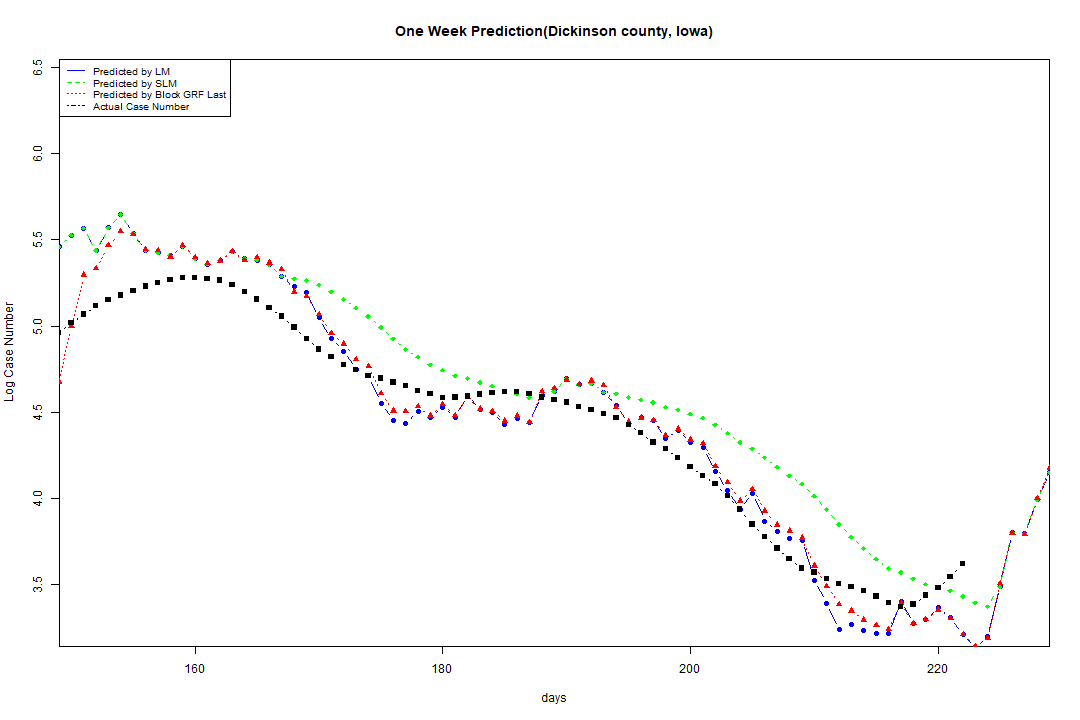 One Week Prediction(Dickinson county, Iowa)
Predicted by LM
Predicted by SLM
Predicted by Block GRF Last
Actual Case Number
6.5
6.0
5.5
5.0
4.5
4.0
3.5
Log Case Number
160 180 200 220
days